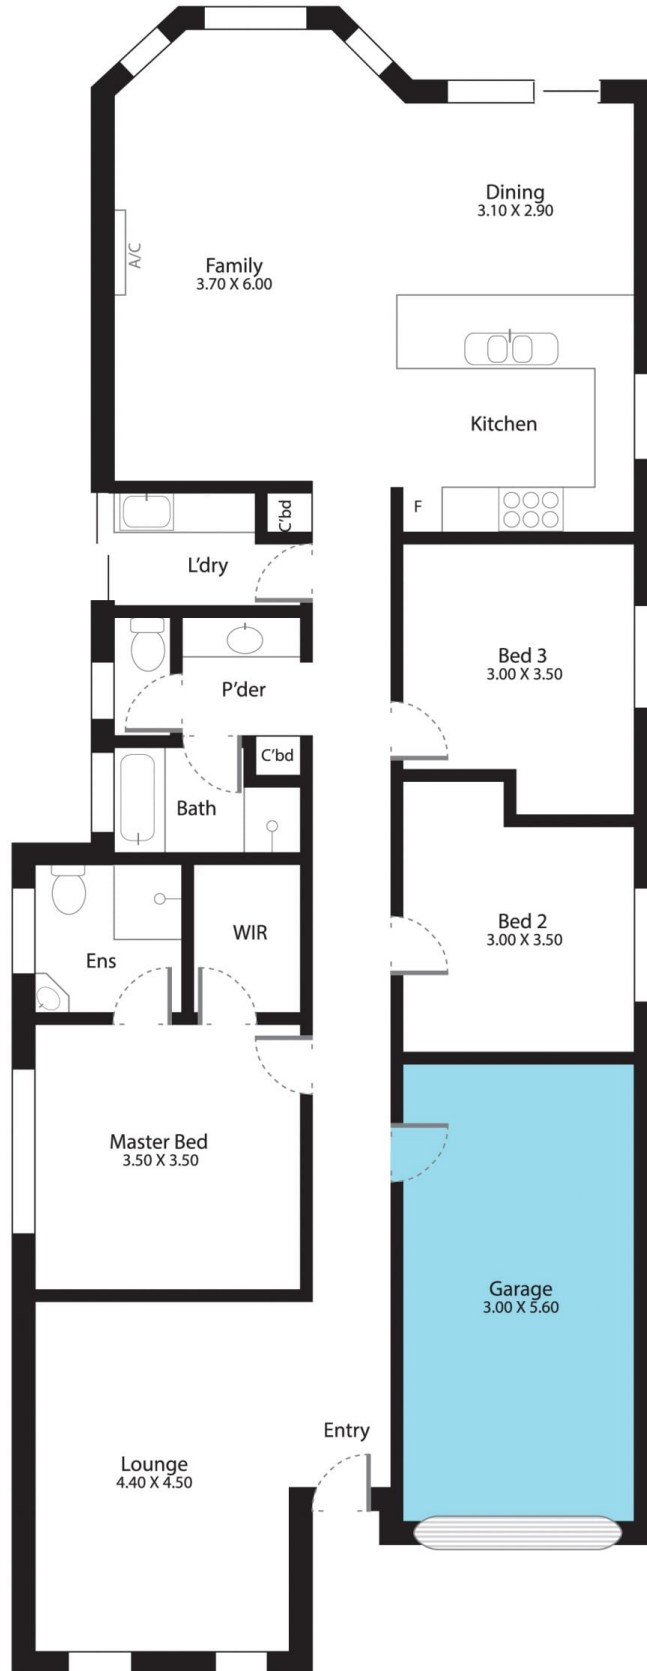 Dining
3.10 X 2.90
A/C
Family
3.70 X 6.00
Kitchen
F
C'bd
L'dry
Bed 3
3.00 X 3.50
P'der
C'bd
Bath
Bed 2
3.00 X 3.50
WIR
Ens
Master Bed
3.50 X 3.50
Garage
3.00 X 5.60
Entry
Lounge
4.40 X 4.50